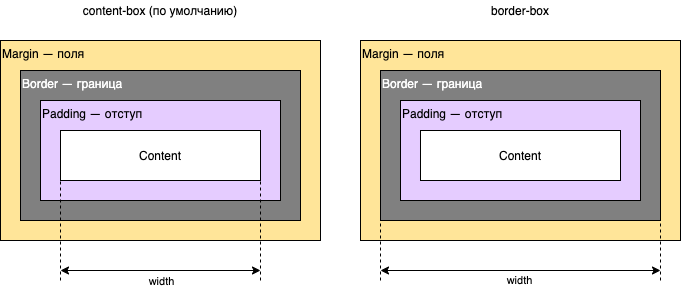 content-box (по умолчанию)
border-box
Margin — поля
Margin — поля
Border — граница
Border — граница
Padding — отступ
Padding — отступ
Content
Content
width
width